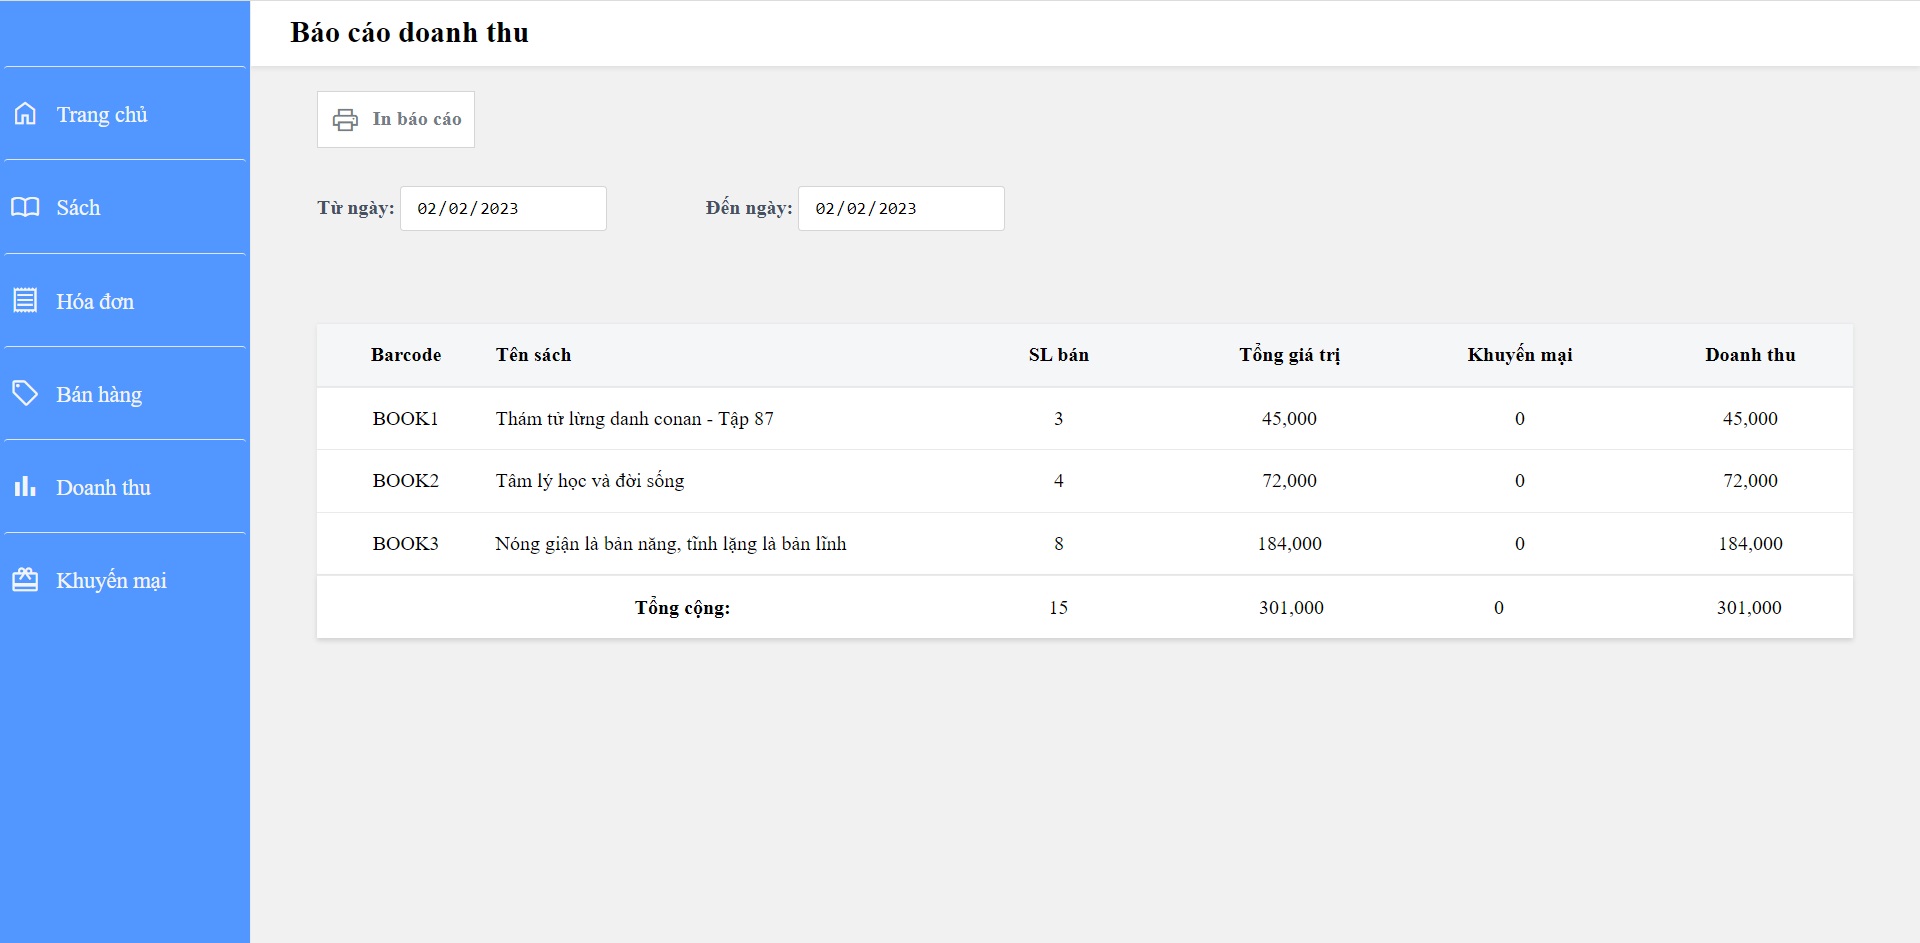 Báo cáo doanh thu
Trang chủ
Sách
Hóa đơn
Bán hàng
Doanh thu
Khuyến mại
In báo cáo
Từ ngày: 02/02/2023 Đến ngày: 02/02/2023
Barcode Tên sách SL bán Tổng giá trị Khuyến mại Doanh thu
BOOK1 Thám tử lừng danh conan - Tập 87 3 45,000 0 45,000
BOOK2 Tâm lý học và đời sống 4 72,000 0 72,000
BOOK3 Nóng giận là bản năng, tĩnh lặng là bản lĩnh 8 184,000 0 184,000
Tổng cộng: 15 301,000 0 301,000